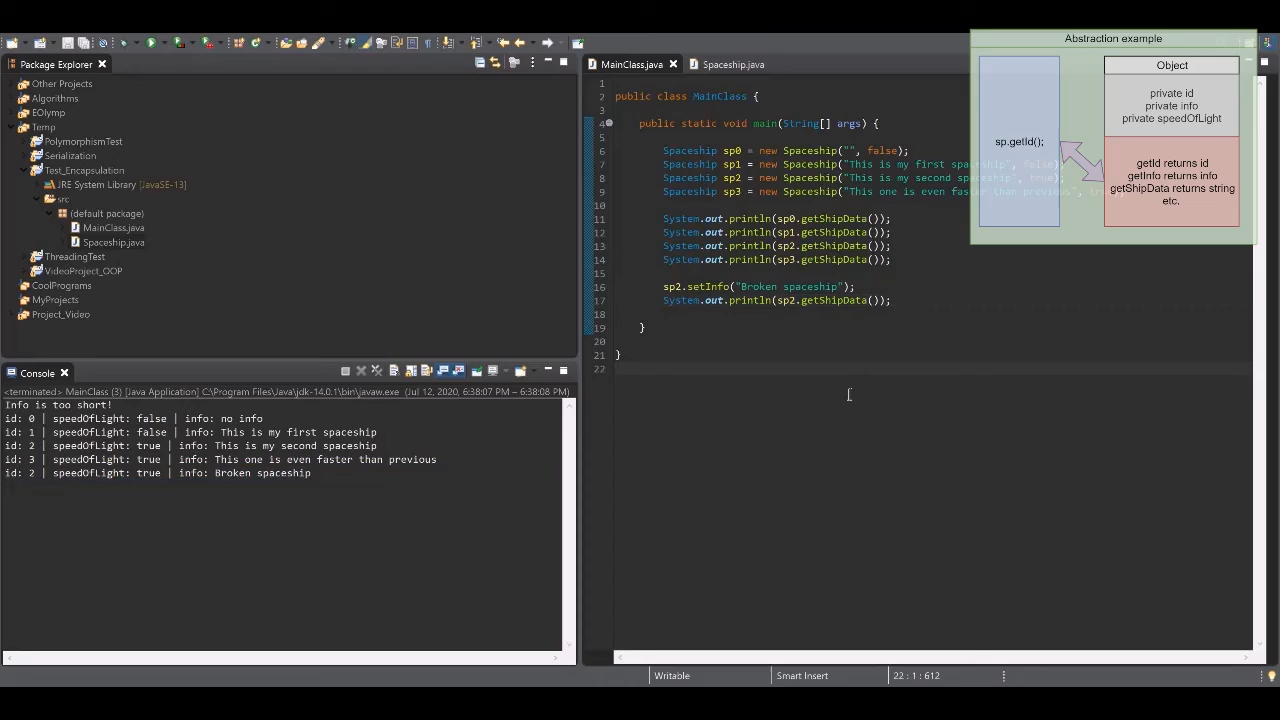 Package Explorer
Other Projects
Algorithms
EOlymp
Temp
PolymorphismTest
Serialization
Test_Encapsulation
JRE System Library [JavaSE-13]
src
(default package)
MainClass.java
Spaceship.java
ThreadingTest
VideoProject_OOP
CoolPrograms
MyProjects
Project_Video
Console
<terminated> MainClass (3) [Java Application] C:\Program Files\Java\jdk-14.0.1\bin\javaw.exe (Jul 12, 2020, 6:38:07 PM – 6:38:08 PM)
Info is too short!
id: 0 | speedOfLight: false | info: no info
id: 1 | speedOfLight: false | info: This is my first spaceship
id: 2 | speedOfLight: true | info: This is my second spaceship
id: 3 | speedOfLight: true | info: This one is even faster than previous
id: 2 | speedOfLight: true | info: Broken spaceship
MainClass.java
Spaceship.java
1
2 public class MainClass {
3
4 public static void main(String[] args) {
5
6 Spaceship sp0 = new Spaceship("", false);
7 Spaceship sp1 = new Spaceship("This is my first spaceship", false);
8 Spaceship sp2 = new Spaceship("This is my second spaceship", true);
9 Spaceship sp3 = new Spaceship("This one is even faster than previous", true);
10
11 System.out.println(sp0.getShipData());
12 System.out.println(sp1.getShipData());
13 System.out.println(sp2.getShipData());
14 System.out.println(sp3.getShipData());
15
16 sp2.setInfo("Broken spaceship");
17 System.out.println(sp2.getShipData());
18
19 }
20
21 }
22
Abstraction example
sp.getId();
Object
private id
private info
private speedOfLight
getId returns id
getInfo returns info
getShipData returns string
etc.
Writable
Smart Insert
22 : 1 : 612